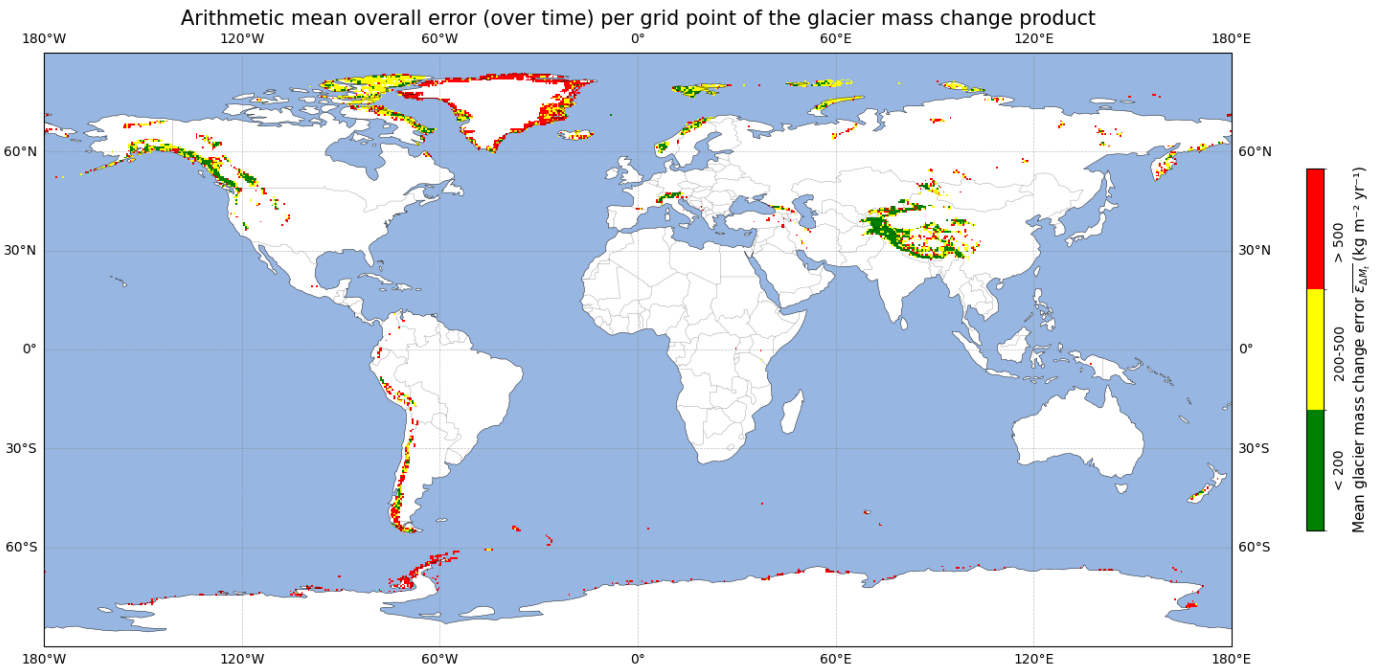 Arithmetic mean overall error (over time) per grid point of the glacier mass change product
180°W 120°W 60°W 0° 60°E 120°E 180°E
60°N 60°N
30°N 30°N
0° 0°
30°S 30°S
60°S 60°S
180°W 120°W 60°W 0° 60°E 120°E 180°E
> 500
200-500
< 200
Mean glacier mass change error ε_ΔM_t (kg m⁻² yr⁻¹)